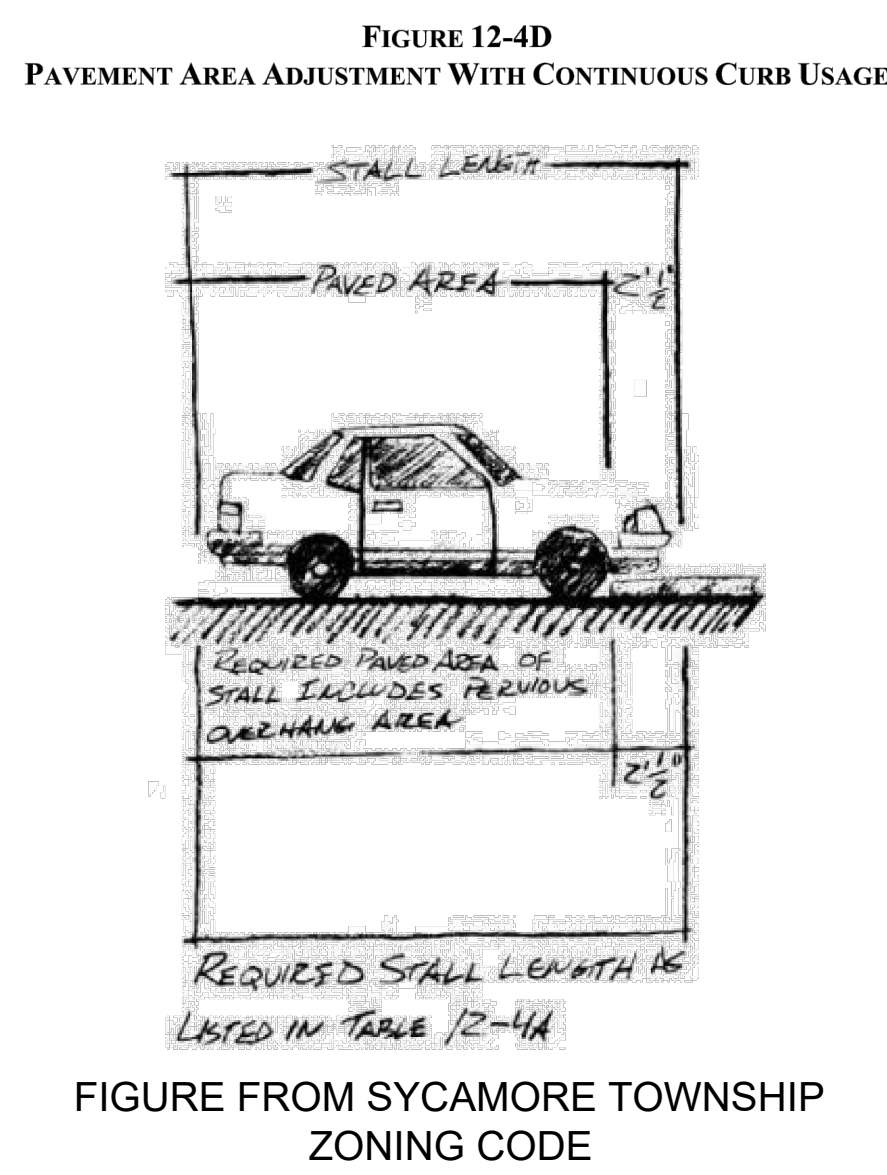 FIGURE 12-4D
PAVEMENT AREA ADJUSTMENT WITH CONTINUOUS CURB USAGE
STALL LENGTH
PAVED AREA 2' 1/2"
REQUIRED PAVED AREA OF
STALL INCLUDES PERVIOUS
OVERHANG AREA
2' 1/2"
REQUIRED STALL LENGTH AS
LISTED IN TABLE 12-4A
FIGURE FROM SYCAMORE TOWNSHIP
ZONING CODE